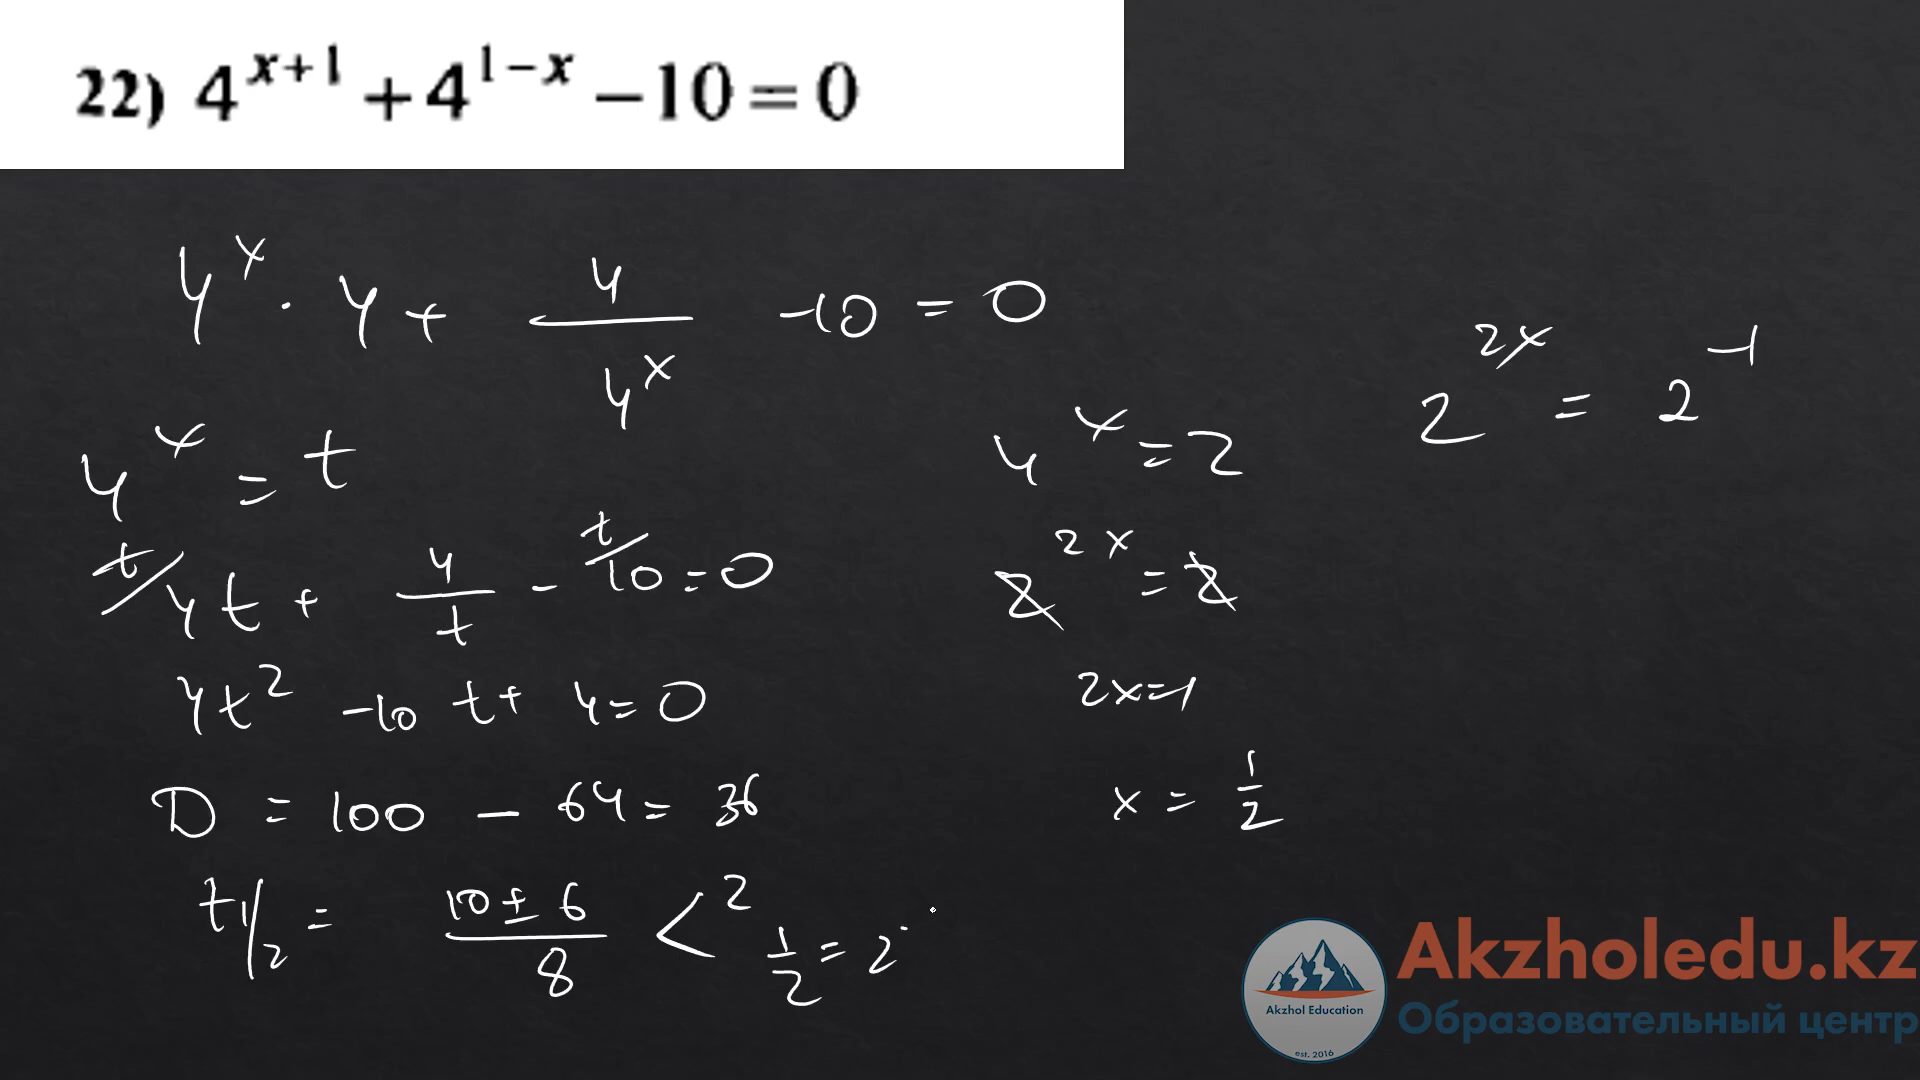 22) 4^{x+1} + 4^{1-x} - 10 = 0
4^x · 4 + 4/4^x - 10 = 0
4^x = t
t/ 4t + 4/t - t/ 10 = 0
4t^2 - 10t + 4 = 0
D = 100 - 64 = 36
t1/2 = (10 ± 6)/8 < 2
1/2 = 2^-
4^x = 2
2^{2x} = 2
2x = 1
x = 1/2
2^{2x} = 2^{-1}
Akzholedu.kz
Образовательный центр
Akzhol Education
est. 2016